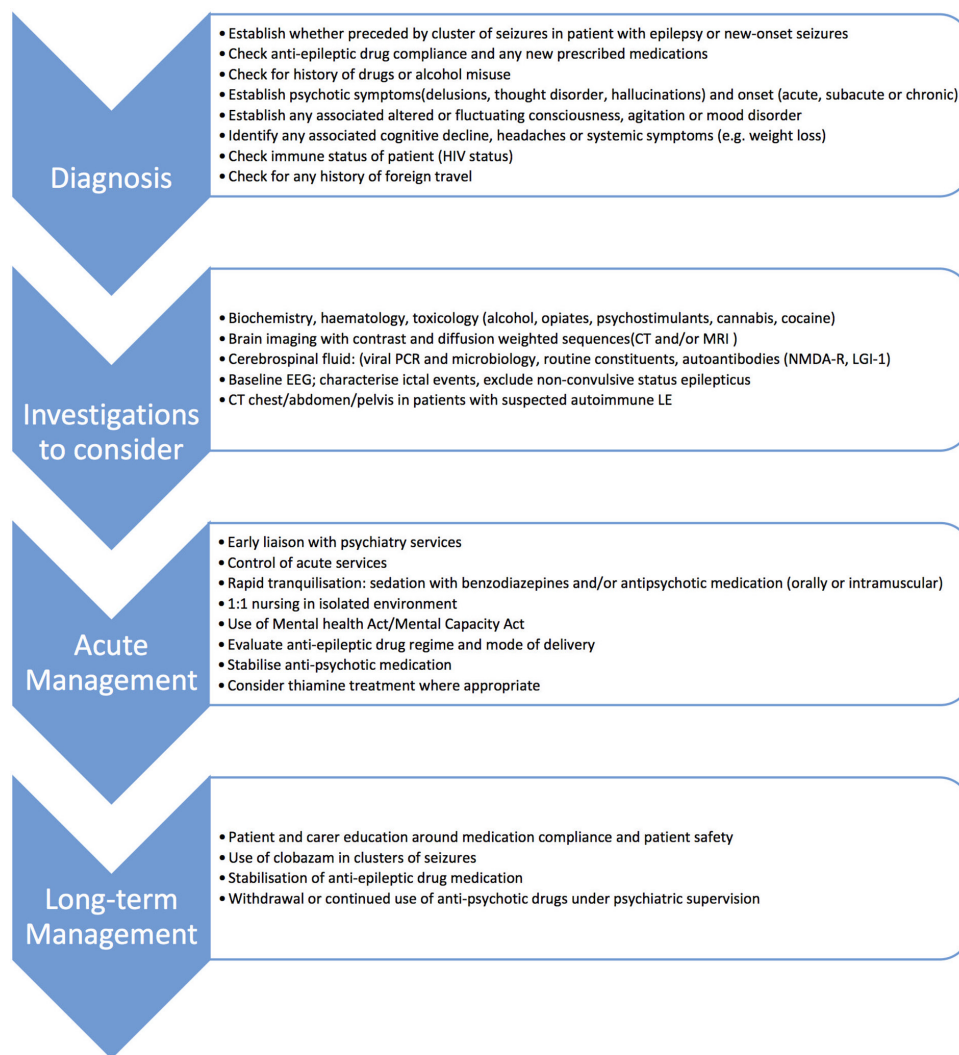 Diagnosis
• Establish whether preceded by cluster of seizures in patient with epilepsy or new-onset seizures
• Check anti-epileptic drug compliance and any new prescribed medications
• Check for history of drugs or alcohol misuse
• Establish psychotic symptoms(delusions, thought disorder, hallucinations) and onset (acute, subacute or chronic)
• Establish any associated altered or fluctuating consciousness, agitation or mood disorder
• Identify any associated cognitive decline, headaches or systemic symptoms (e.g. weight loss)
• Check immune status of patient (HIV status)
• Check for any history of foreign travel
Investigations
to consider
• Biochemistry, haematology, toxicology (alcohol, opiates, psychostimulants, cannabis, cocaine)
• Brain imaging with contrast and diffusion weighted sequences(CT and/or MRI )
• Cerebrospinal fluid: (viral PCR and microbiology, routine constituents, autoantibodies (NMDA-R, LGI-1)
• Baseline EEG; characterise ictal events, exclude non-convulsive status epilepticus
• CT chest/abdomen/pelvis in patients with suspected autoimmune LE
Acute
Management
• Early liaison with psychiatry services
• Control of acute services
• Rapid tranquilisation: sedation with benzodiazepines and/or antipsychotic medication (orally or intramuscular)
• 1:1 nursing in isolated environment
• Use of Mental health Act/Mental Capacity Act
• Evaluate anti-epileptic drug regime and mode of delivery
• Stabilise anti-psychotic medication
• Consider thiamine treatment where appropriate
Long-term
Management
• Patient and carer education around medication compliance and patient safety
• Use of clobazam in clusters of seizures
• Stabilisation of anti-epileptic drug medication
• Withdrawal or continued use of anti-psychotic drugs under psychiatric supervision